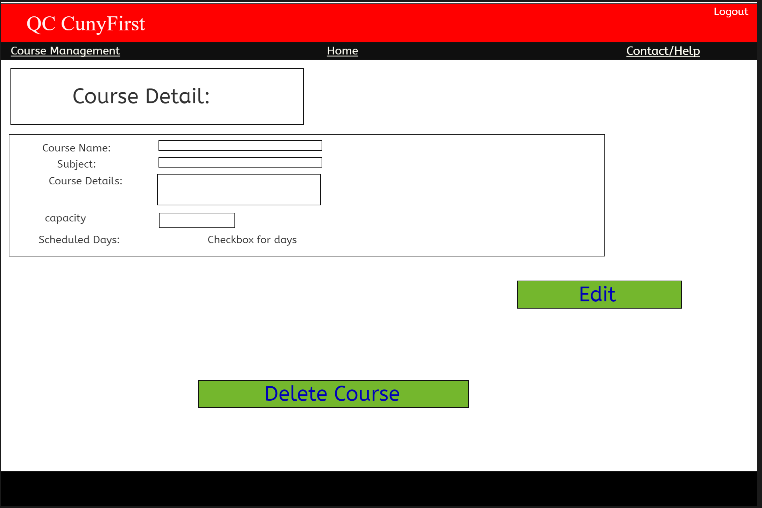 Logout
QC CunyFirst
Course Management Home Contact/Help
Course Detail:
Course Name:
Subject:
Course Details:
capacity
Scheduled Days: Checkbox for days
Edit
Delete Course